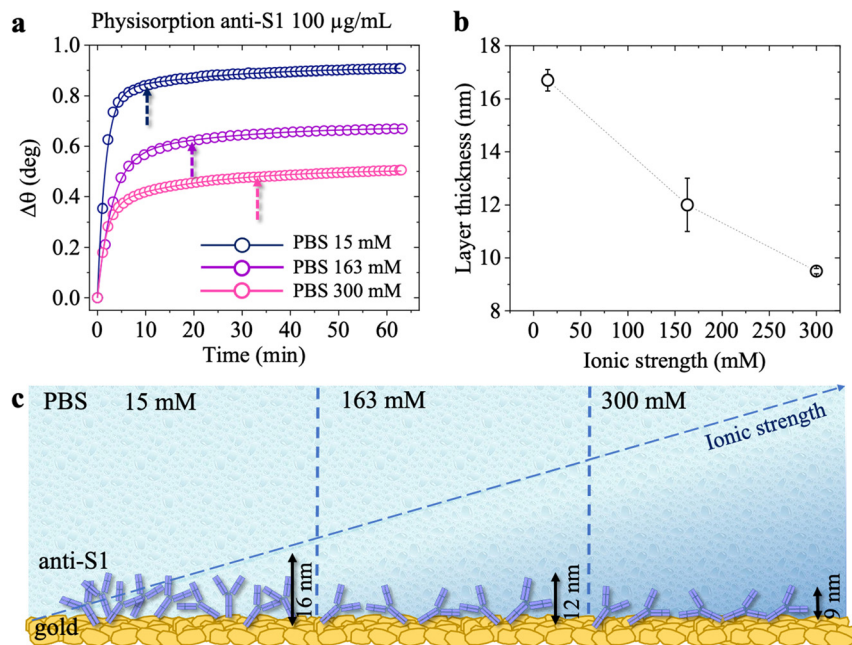 a
Physisorption anti-S1 100 µg/mL
1.0
0.8
0.6
0.4
0.2
0.0
Δθ (deg)
PBS 15 mM
PBS 163 mM
PBS 300 mM
0 10 20 30 40 50 60 70
Time (min)
b
18
16
14
12
10
8
Layer thickness (nm)
0 50 100 150 200 250 300
Ionic strength (mM)
c
PBS 15 mM 163 mM 300 mM
Ionic strength
anti-S1
16 nm
12 nm
9 nm
gold